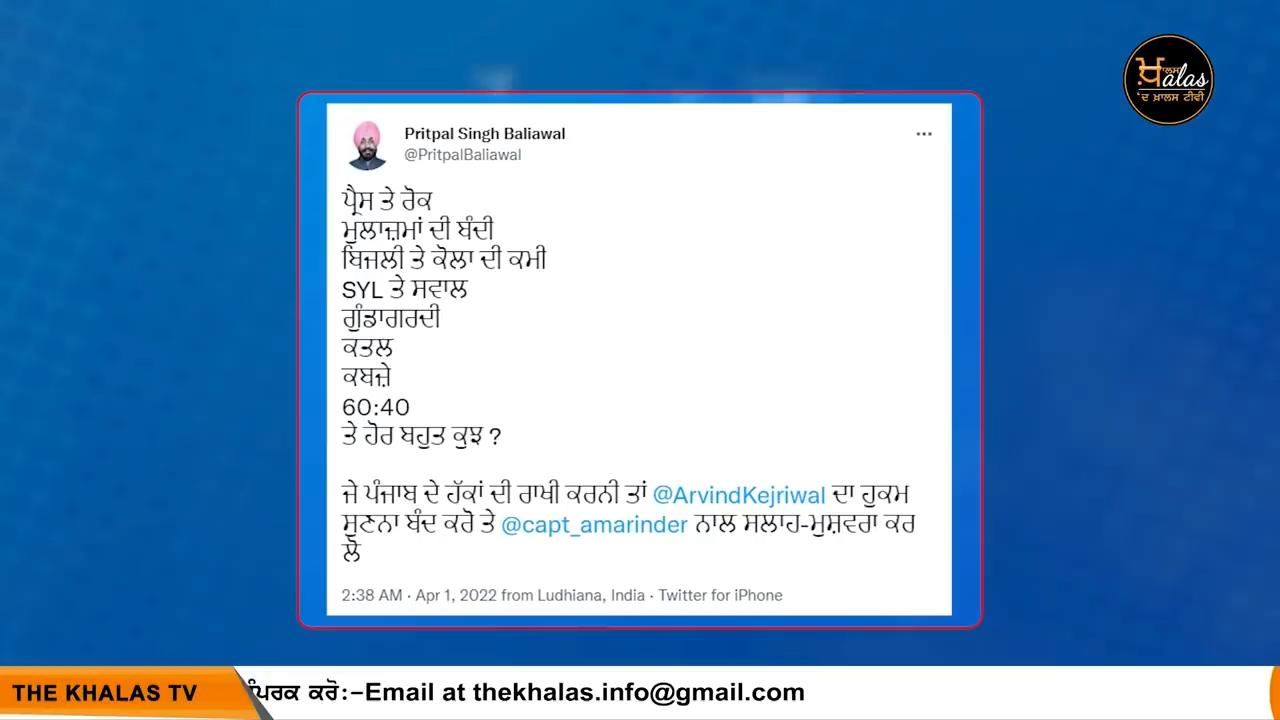 ਖ਼ਾਲਸ
alas
'ਦ ਖ਼ਾਲਸ ਟੀਵੀ
Pritpal Singh Baliawal
@PritpalBaliawal
ਪ੍ਰੈਸ ਤੇ ਰੋਕ
ਮੁਲਾਜ਼ਮਾਂ ਦੀ ਬੰਦੀ
ਬਿਜਲੀ ਤੇ ਕੋਲਾ ਦੀ ਕਮੀ
SYL ਤੇ ਸਵਾਲ
ਗੁੰਡਾਗਰਦੀ
ਕਤਲ
ਕਬਜ਼ੇ
60:40
ਤੇ ਹੋਰ ਬਹੁਤ ਕੁਝ ?
ਜੇ ਪੰਜਾਬ ਦੇ ਹੱਕਾਂ ਦੀ ਰਾਖੀ ਕਰਨੀ ਤਾਂ @ArvindKejriwal ਦਾ ਹੁਕਮ
ਸੁਣਨਾ ਬੰਦ ਕਰੋ ਤੇ @capt_amarinder ਨਾਲ ਸਲਾਹ-ਮੁਸ਼ਵਰਾ ਕਰ
ਲੋ
2:38 AM · Apr 1, 2022 from Ludhiana, India · Twitter for iPhone
THE KHALAS TV
ਸੰਪਰਕ ਕਰੋ:-Email at thekhalas.info@gmail.com